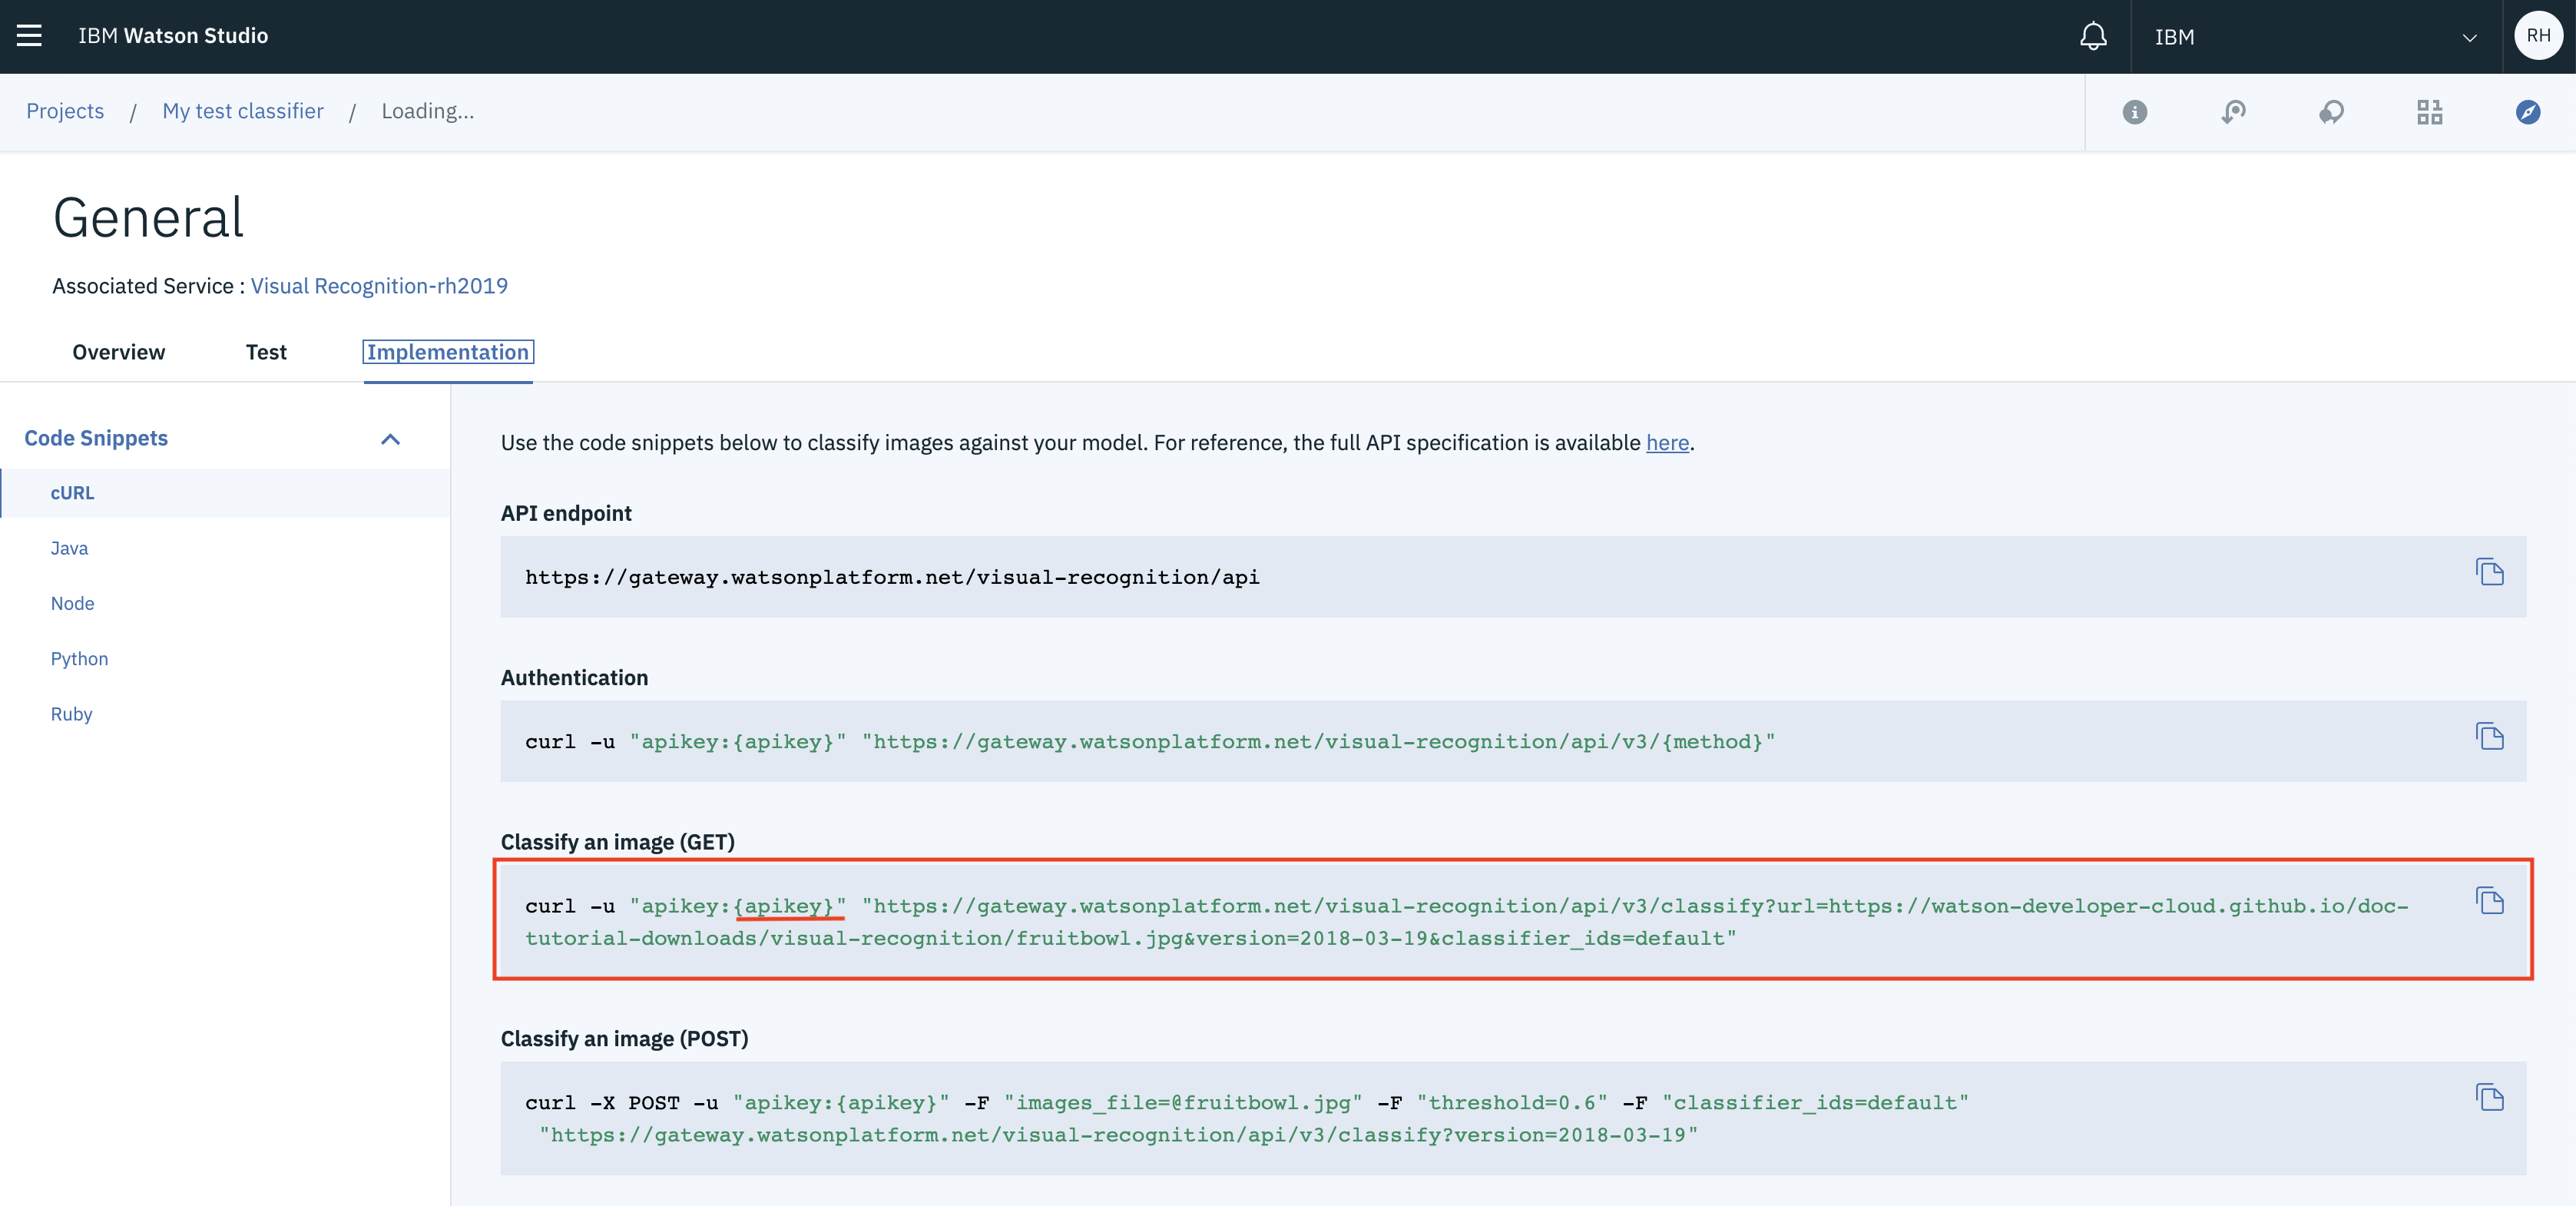 IBM Watson Studio
IBM
RH
Projects / My test classifier / Loading...
General
Associated Service : Visual Recognition-rh2019
Overview Test Implementation
Code Snippets
cURL
Java
Node
Python
Ruby
Use the code snippets below to classify images against your model. For reference, the full API specification is available here.
API endpoint
https://gateway.watsonplatform.net/visual-recognition/api
Authentication
curl -u "apikey:{apikey}" "https://gateway.watsonplatform.net/visual-recognition/api/v3/{method}"
Classify an image (GET)
curl -u "apikey:{apikey}" "https://gateway.watsonplatform.net/visual-recognition/api/v3/classify?url=https://watson-developer-cloud.github.io/doc-
tutorial-downloads/visual-recognition/fruitbowl.jpg&version=2018-03-19&classifier_ids=default"
Classify an image (POST)
curl -X POST -u "apikey:{apikey}" -F "images_file=@fruitbowl.jpg" -F "threshold=0.6" -F "classifier_ids=default"
"https://gateway.watsonplatform.net/visual-recognition/api/v3/classify?version=2018-03-19"